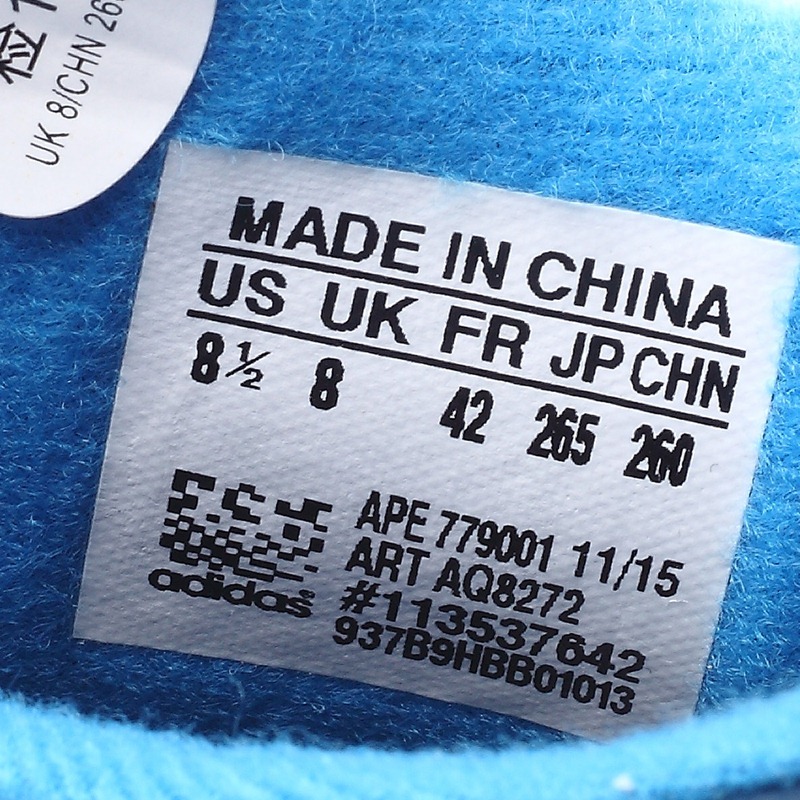 检
UK 8/CHN 26
MADE IN CHINA
US UK FR JP CHN
8½ 8 42 265 260
APE 779001 11/15
ART AQ8272
#113537642
937B9HBB01013
adidas®